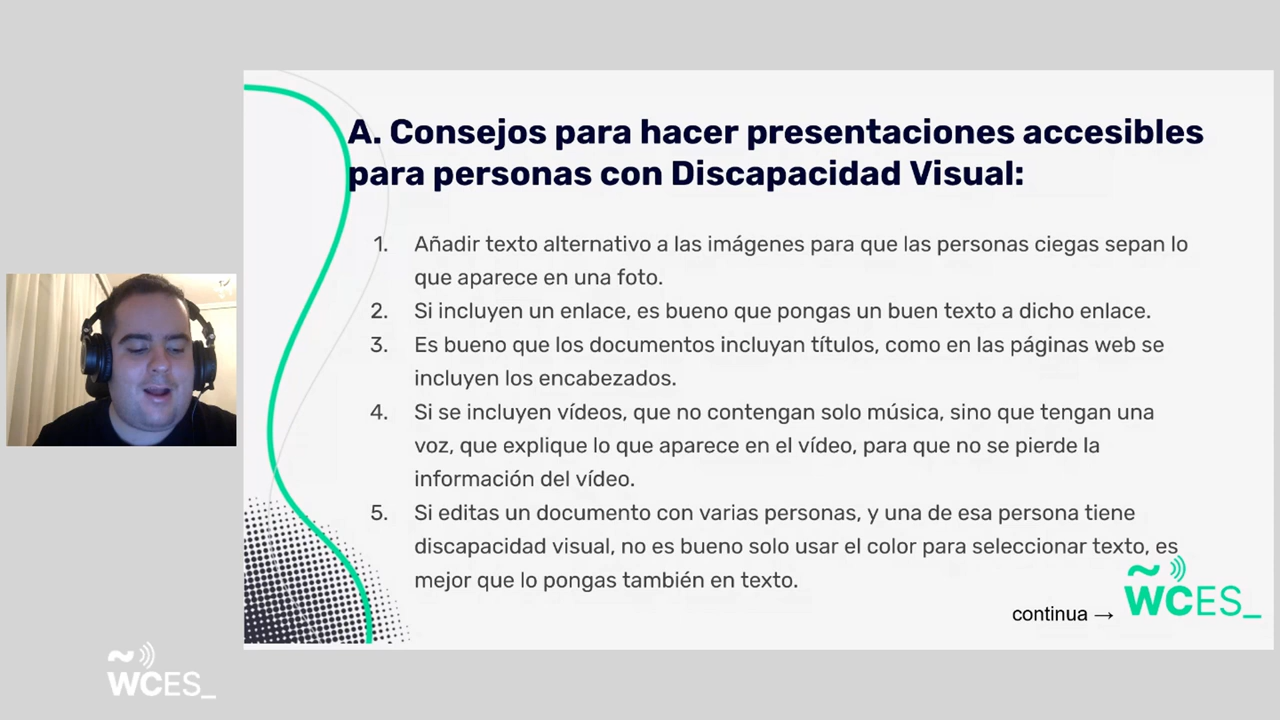 A. Consejos para hacer presentaciones accesibles
para personas con Discapacidad Visual:
1. Añadir texto alternativo a las imágenes para que las personas ciegas sepan lo
que aparece en una foto.
2. Si incluyen un enlace, es bueno que pongas un buen texto a dicho enlace.
3. Es bueno que los documentos incluyan títulos, como en las páginas web se
incluyen los encabezados.
4. Si se incluyen vídeos, que no contengan solo música, sino que tengan una
voz, que explique lo que aparece en el vídeo, para que no se pierde la
información del vídeo.
5. Si editas un documento con varias personas, y una de esa persona tiene
discapacidad visual, no es bueno solo usar el color para seleccionar texto, es
mejor que lo pongas también en texto.
continua →
WCES_
WCES_